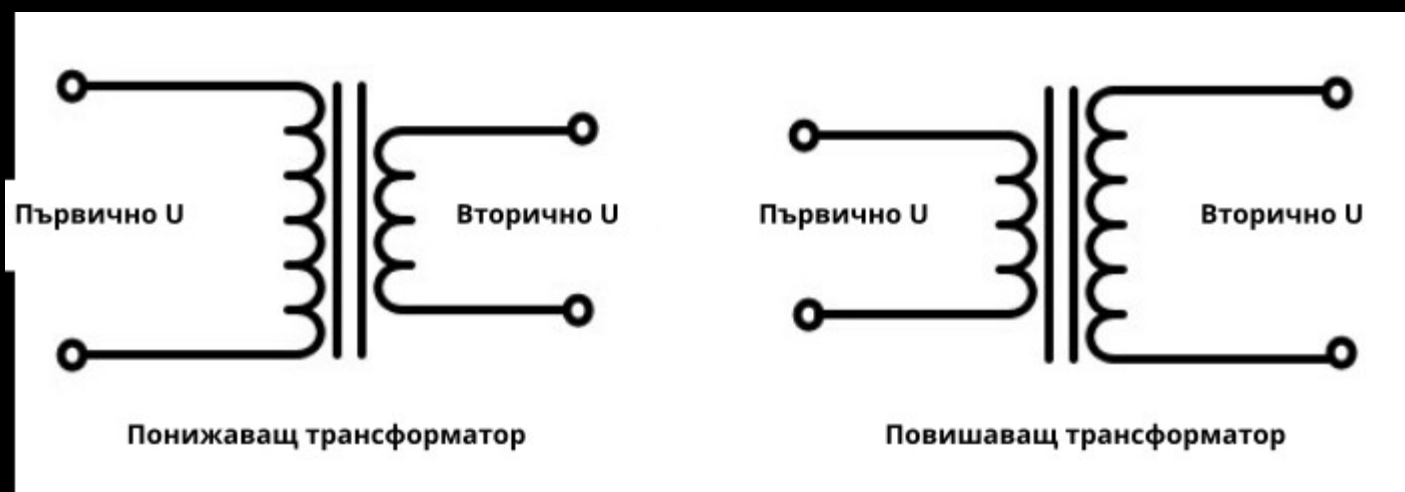 Първично U
Вторично U
Първично U
Вторично U
Понижаващ трансформатор
Повишаващ трансформатор